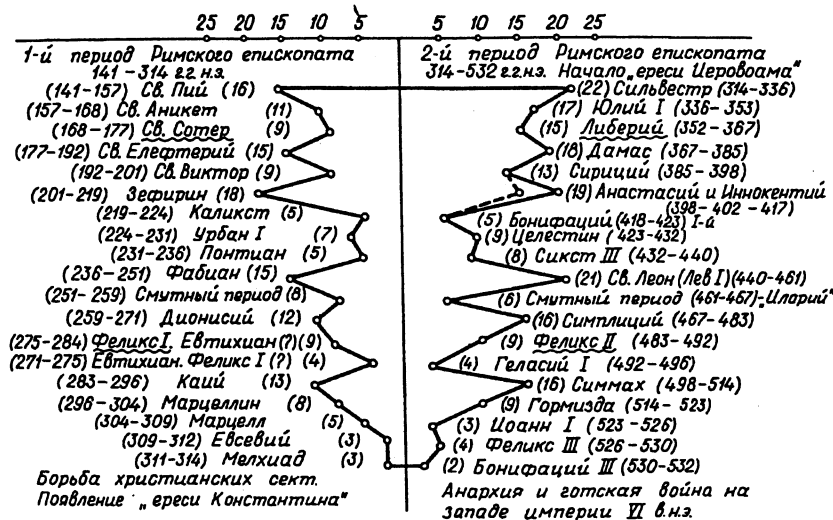 25 20 15 10 5 5 10 15 20 25
1-й период Римского епископата
141-314 г.г. н.э.
(141-157) Св. Пий (16)
(157-168) Св. Аникет (11)
(168-177) Св. Сотер (9)
(177-192) Св. Елефтерий (15)
(192-201) Св. Виктор (9)
(201-219) Зефирин (18)
(219-224) Каликст (5)
(224-231) Урбан I (7)
(231-236) Понтиан (5)
(236-251) Фабиан (15)
(251-259) Смутный период (8)
(259-271) Дионисий (12)
(275-284) Феликс I, Евтихиан (?) (9)
(271-275) Евтихиан. Феликс I (?) (4)
(283-296) Каий (13)
(296-304) Марцеллин (8)
(304-309) Марцелл (5)
(309-312) Евсевий (3)
(311-314) Мелхиад (3)
Борьба христианских сект.
Появление „ереси Константина"
2-й период Римского епископата
314-532 г.г. н.э. Начало „ереси Иеровоама"
(22) Сильвестр (314-336)
(17) Юлий I (336-353)
(15) Либерий (352-367)
(18) Дамас (367-385)
(13) Сириций (385-398)
(19) Анастасий и Иннокентий
(398-402-417)
(5) Бонифаций (418-423) I-й
(9) Целестин (423-432)
(8) Сикст III (432-440)
(21) Св. Леон (Лев I) (440-461)
(6) Смутный период (461-467)-„Иларий"
(16) Симплиций (467-483)
(9) Феликс II (483-492)
(4) Геласий I (492-496)
(16) Симмах (498-514)
(9) Гормизда (514-523)
(3) Иоанн I (523-526)
(4) Феликс III (526-530)
(2) Бонифаций III (530-532)
Анархия и готская война на
западе империи VI в. н.э.